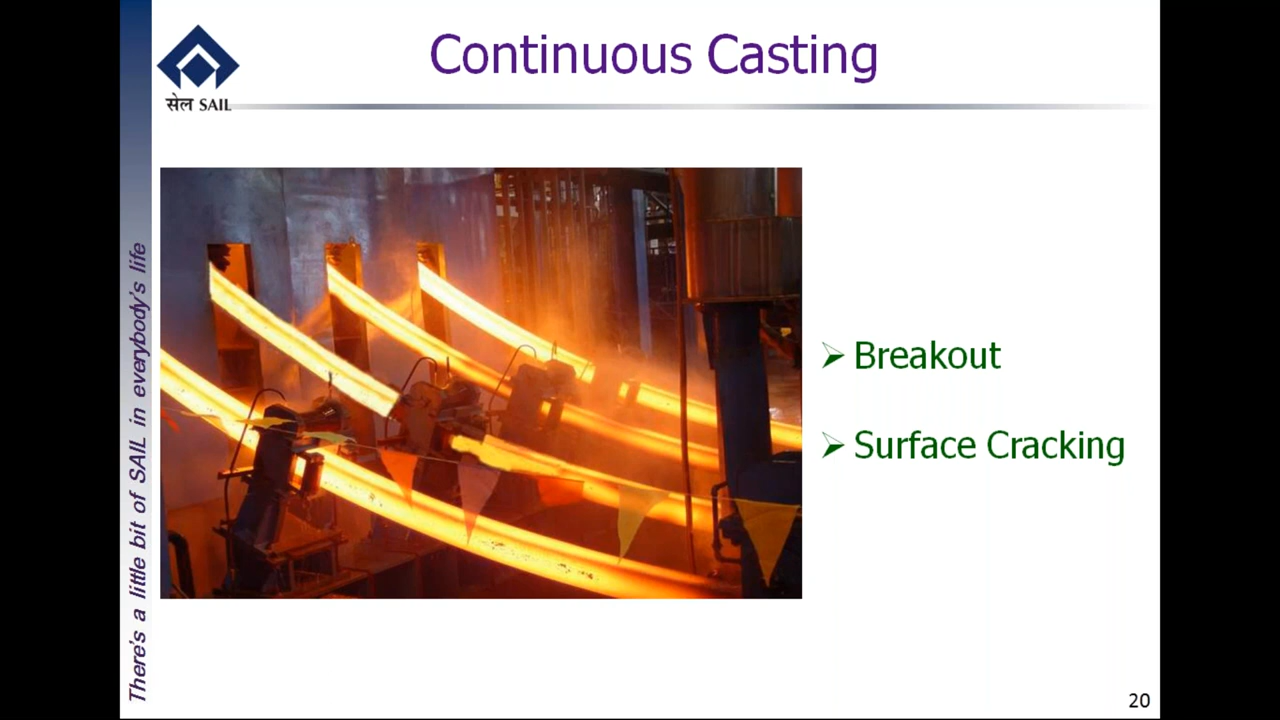 Continuous Casting
सेल SAIL
There's a little bit of SAIL in everybody's life
➢ Breakout
➢ Surface Cracking
20